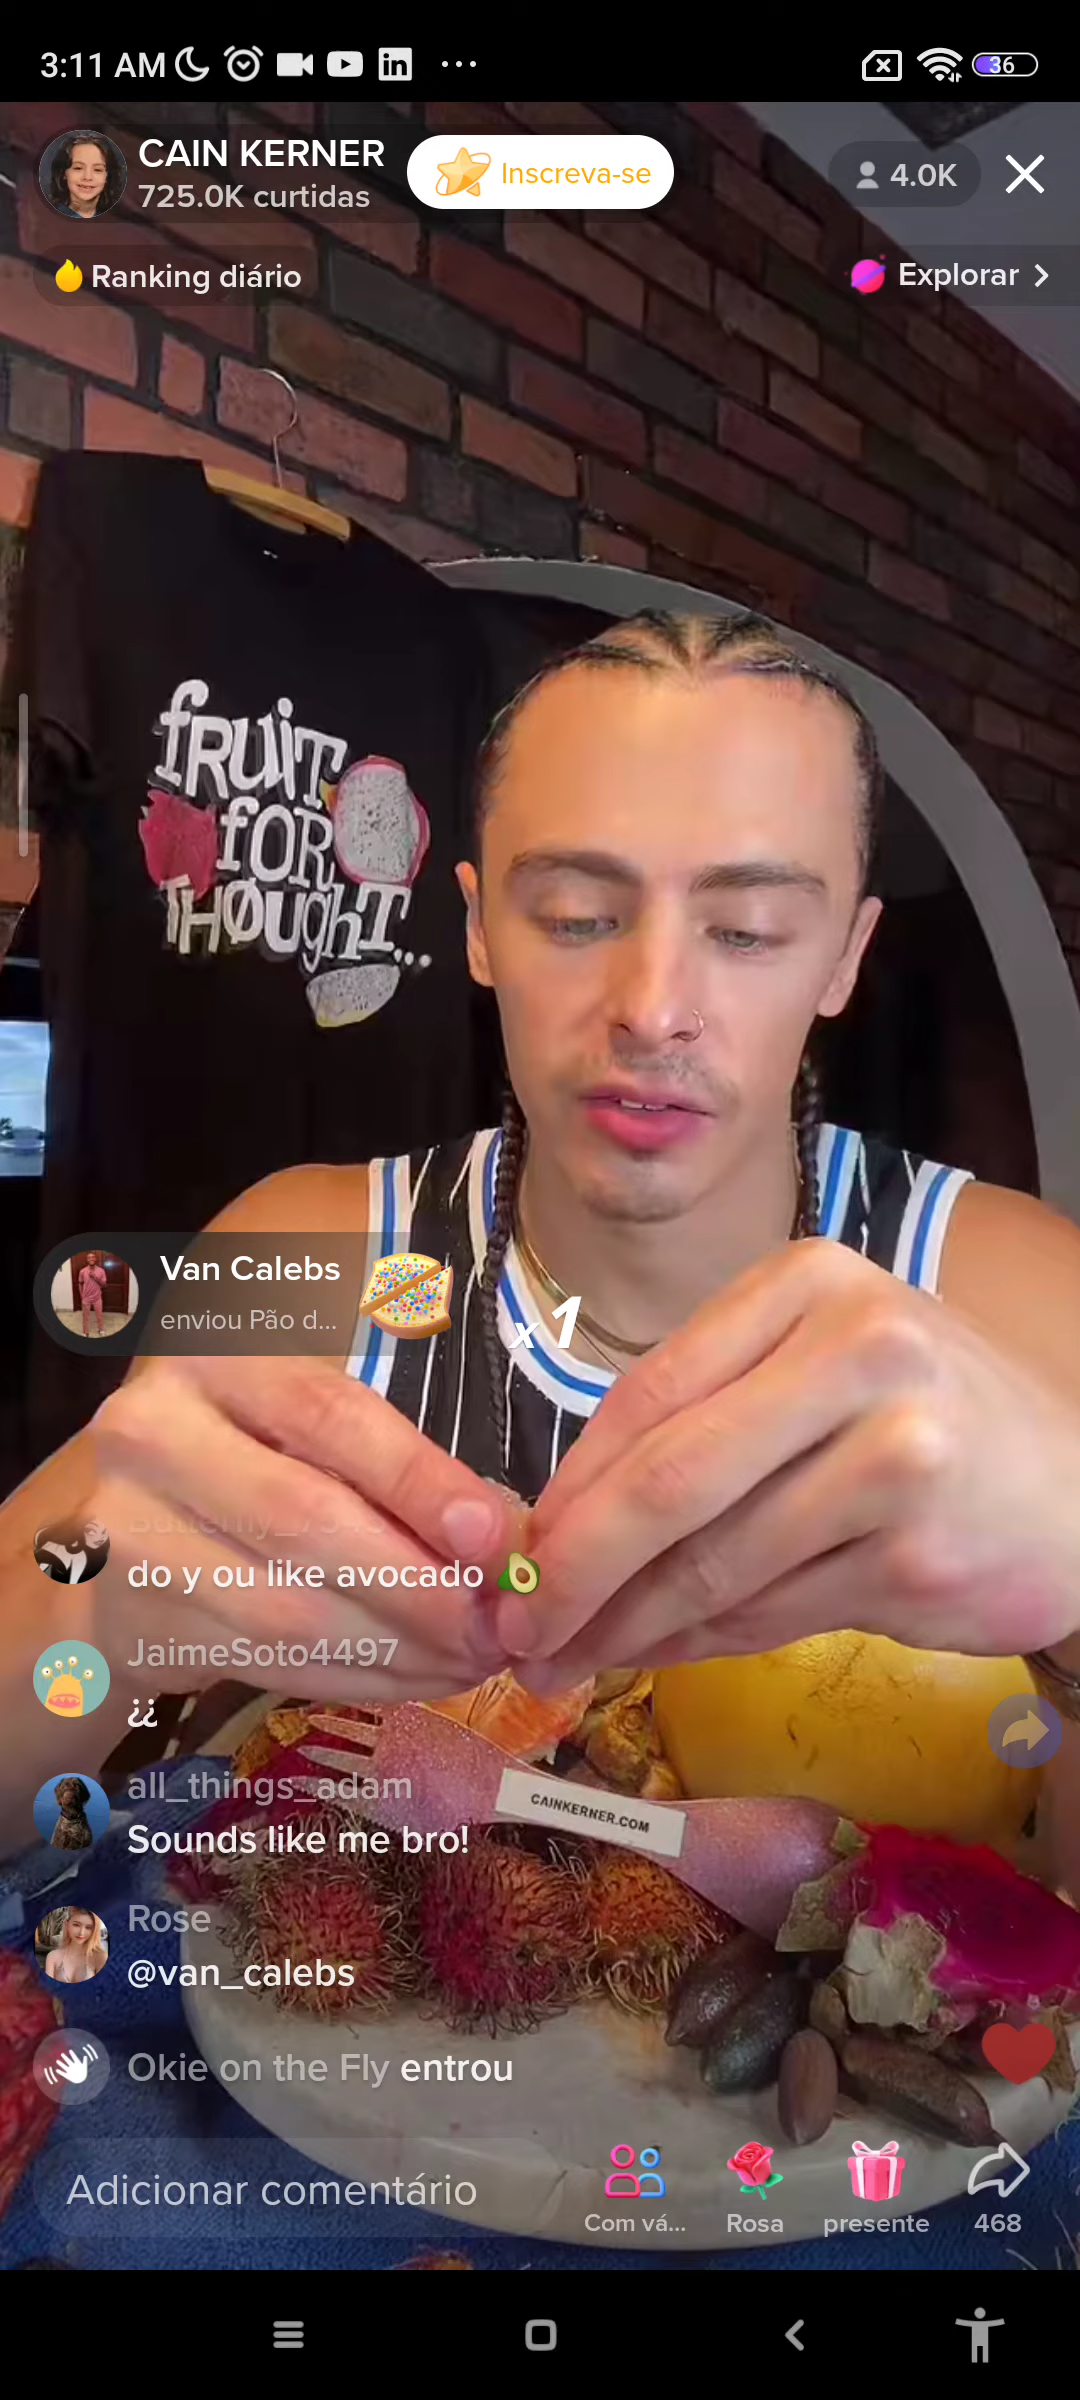 3:11 AM
36
CAIN KERNER
725.0K curtidas
Inscreva-se
4.0K
Ranking diário
Explorar
fRUiT
fOR
THOUghT...
Van Calebs
enviou Pão d...
x1
do y ou like avocado 🥑
JaimeSoto4497
¿¿
all_things_adam
Sounds like me bro!
CAINKERNER.COM
Rose
@van_calebs
Okie on the Fly entrou
Adicionar comentário
Com vá...
Rosa
presente
468